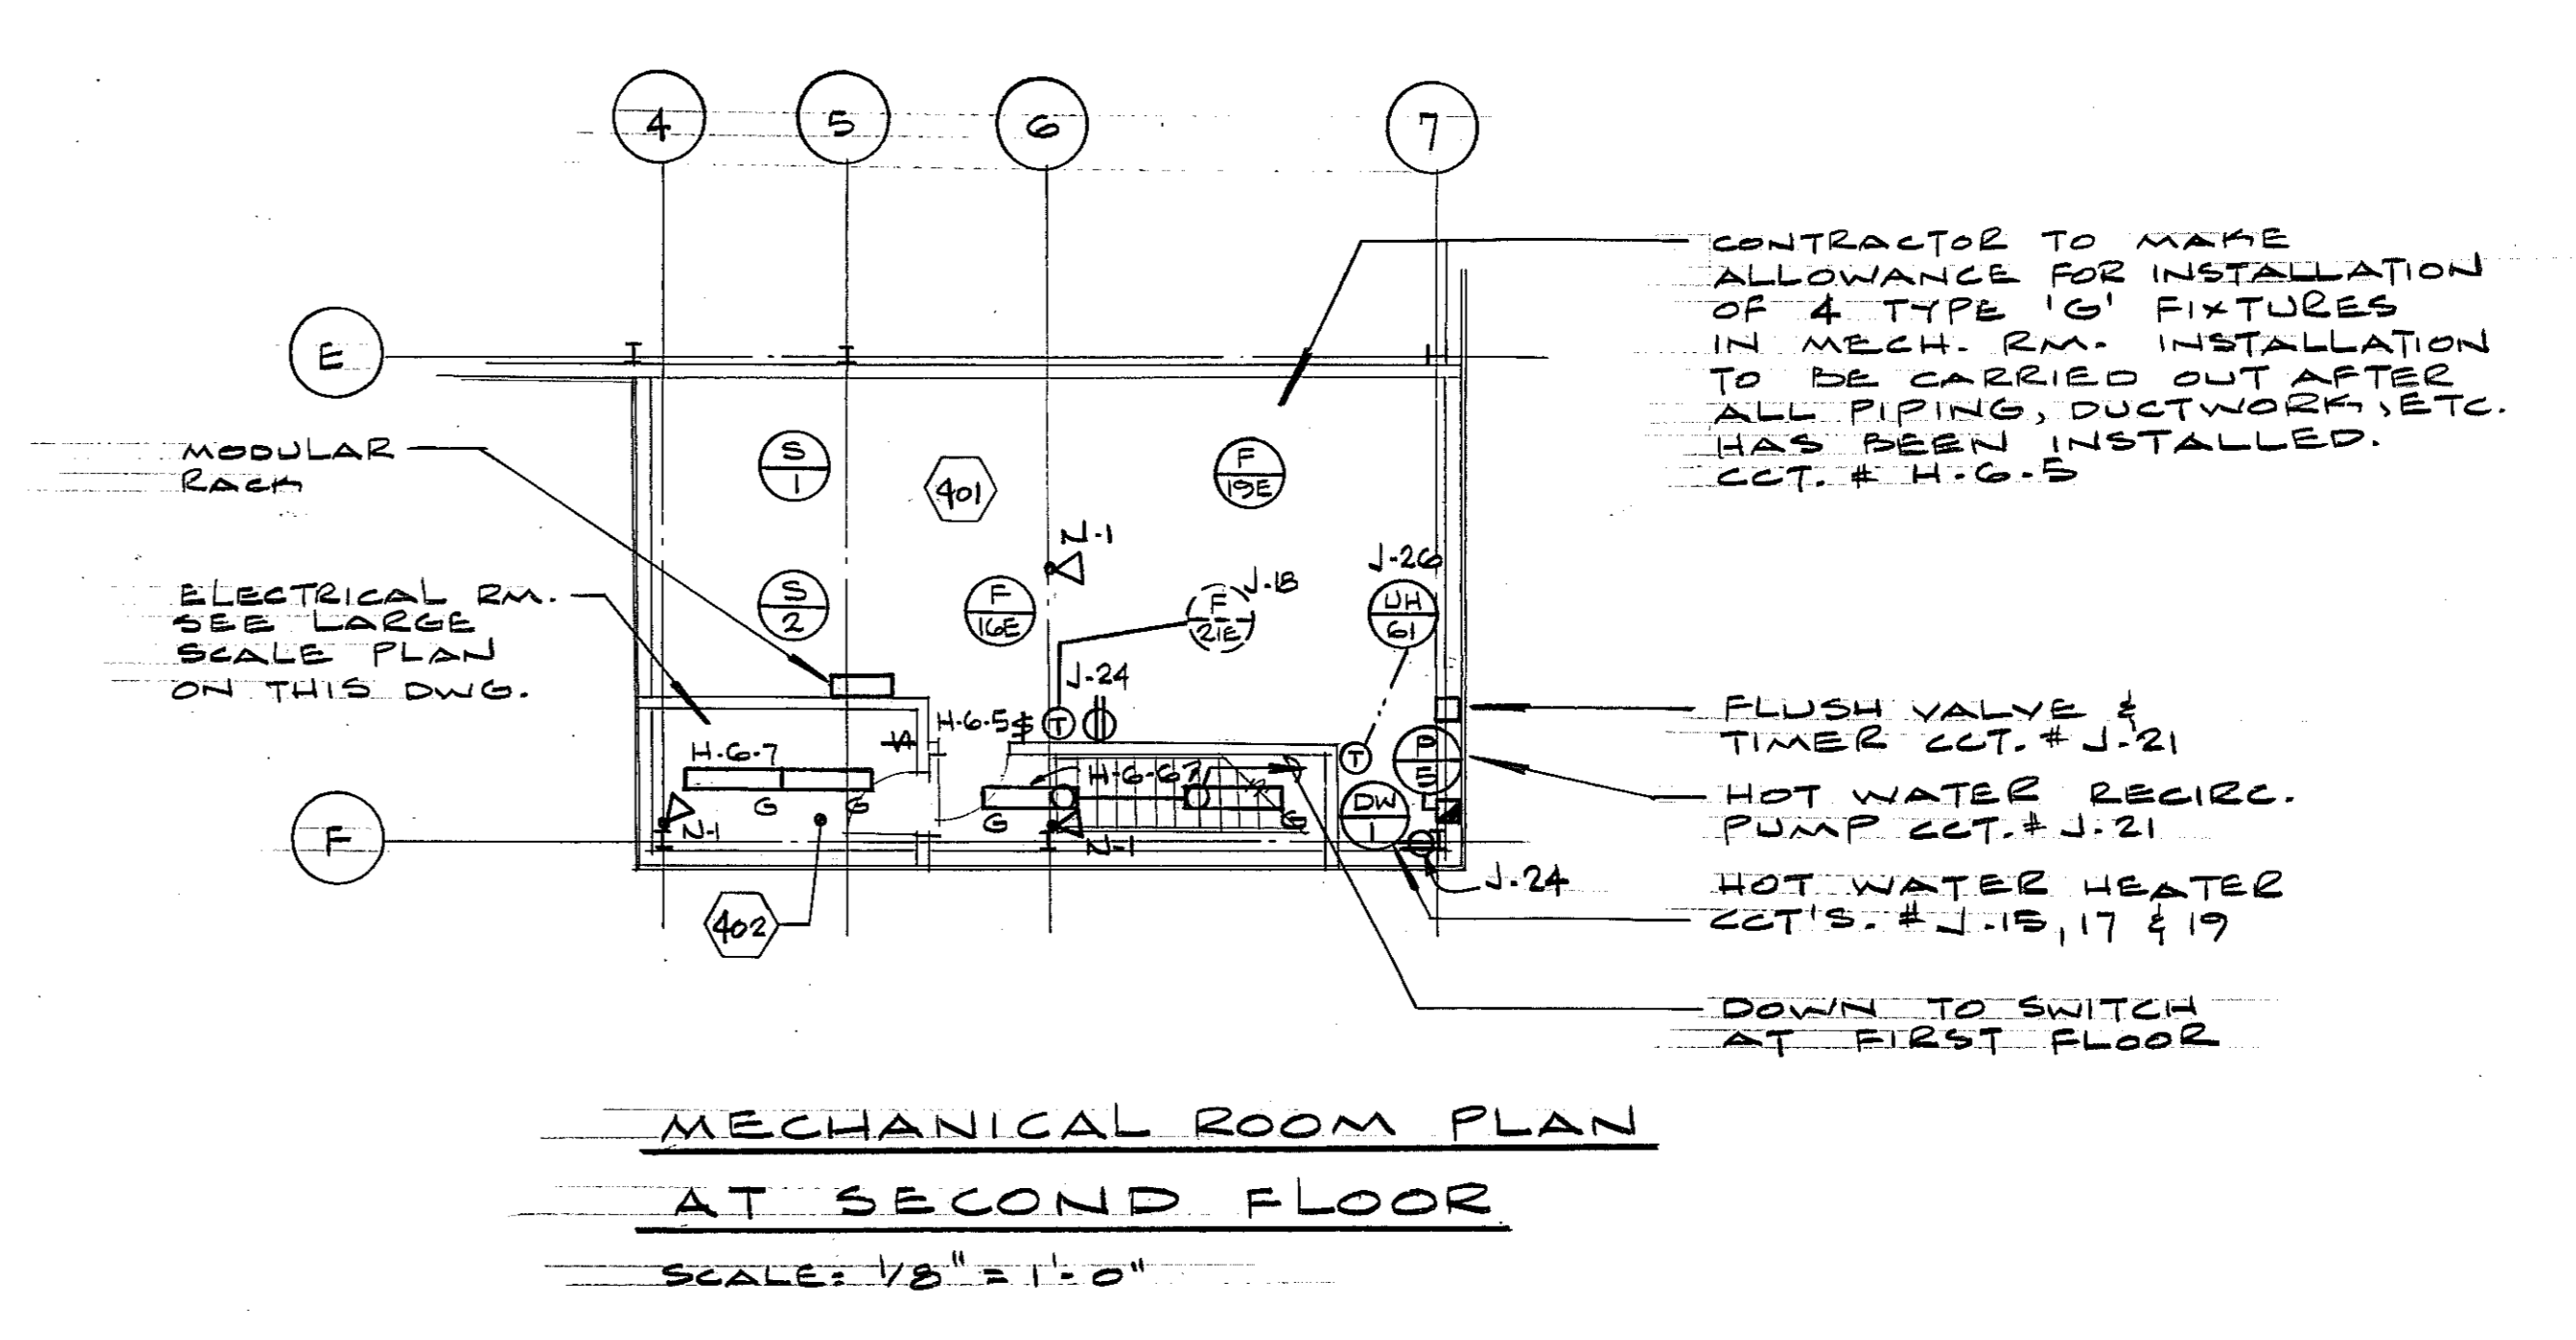 4 5 6 7
CONTRACTOR TO MAKE
ALLOWANCE FOR INSTALLATION
OF 4 TYPE 'G' FIXTURES
IN MECH. RM. INSTALLATION
TO BE CARRIED OUT AFTER
ALL PIPING, DUCTWORK, ETC.
HAS BEEN INSTALLED.
CCT. # H-6-5
E
MODULAR
RACK
S
1
401
F
19E
N-1
J-26
ELECTRICAL RM.
SEE LARGE
SCALE PLAN
ON THIS DWG.
S
2
F
16E
F
21E
J-18
UH
61
J-24
H-6-5 $
T
FLUSH VALVE &
TIMER CCT. # J-21
H-6-7
G G
N-1
H-6-67
G G
N-1
T
P
E
DW
1
HOT WATER RECIRC.
PUMP CCT. # J-21
F
402
J-24
HOT WATER HEATER
CCT'S. # J-15, 17 & 19
DOWN TO SWITCH
AT FIRST FLOOR
MECHANICAL ROOM PLAN
AT SECOND FLOOR
SCALE: 1/8" = 1'-0"